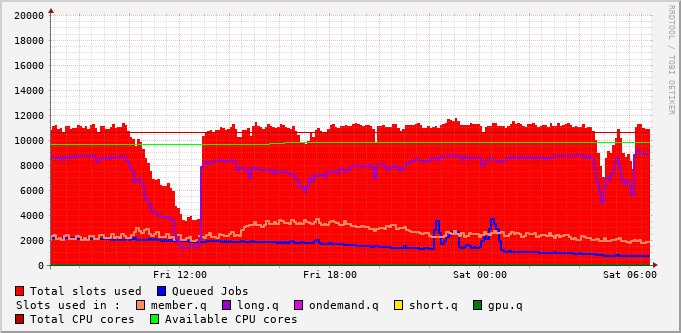 20000
18000
16000
14000
12000
10000
8000
6000
4000
2000
0
Fri 12:00 Fri 18:00 Sat 00:00 Sat 06:00
RRDTOOL / TOBI OETIKER
Total slots used Queued Jobs
Slots used in : member.q long.q ondemand.q short.q gpu.q
Total CPU cores Available CPU cores